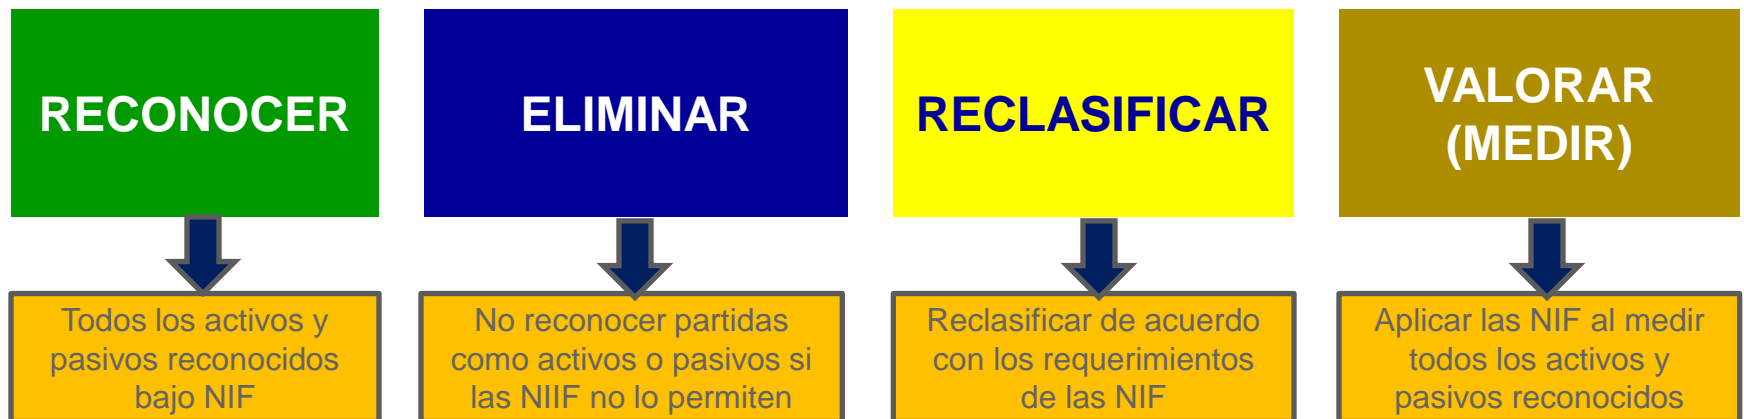 RECONOCER
Todos los activos y
pasivos reconocidos
bajo NIF
ELIMINAR
No reconocer partidas
como activos o pasivos si
las NIIF no lo permiten
RECLASIFICAR
Reclasificar de acuerdo
con los requerimientos
de las NIF
VALORAR
(MEDIR)
Aplicar las NIF al medir
todos los activos y
pasivos reconocidos